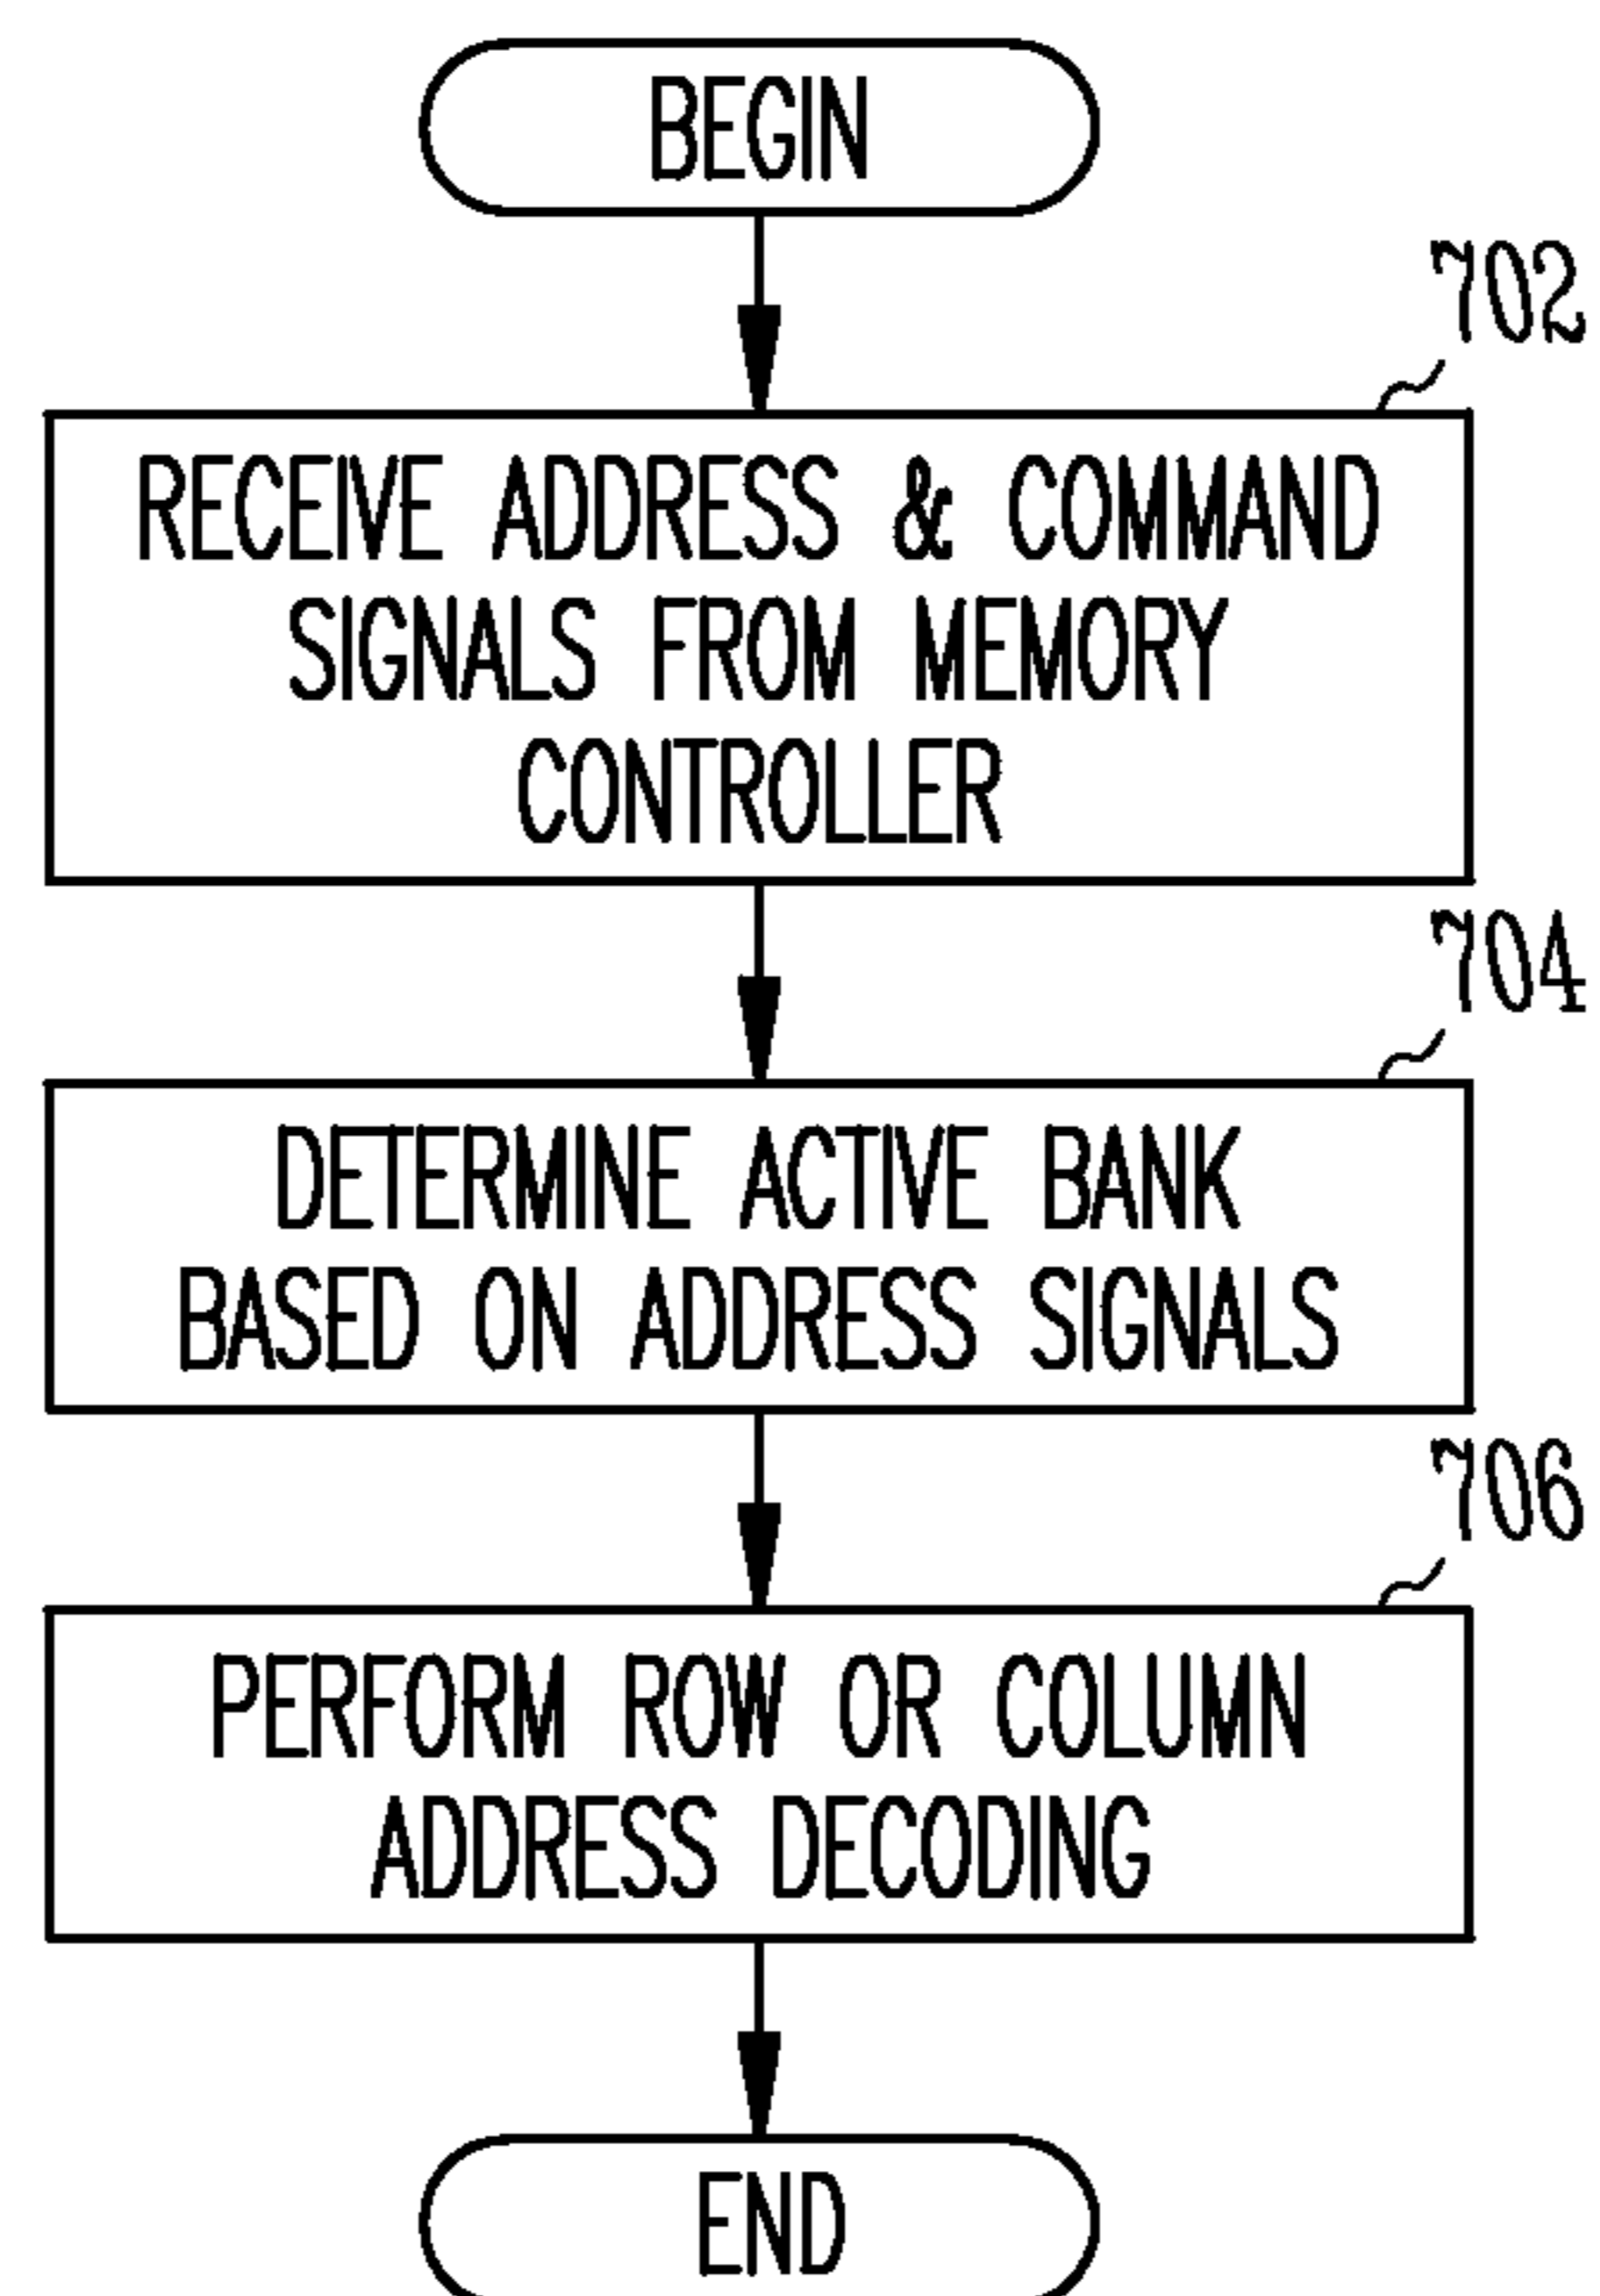 BEGIN
702
RECEIVE ADDRESS & COMMAND
SIGNALS FROM MEMORY
CONTROLLER
704
DETERMINE ACTIVE BANK
BASED ON ADDRESS SIGNALS
706
PERFORM ROW OR COLUMN
ADDRESS DECODING
END